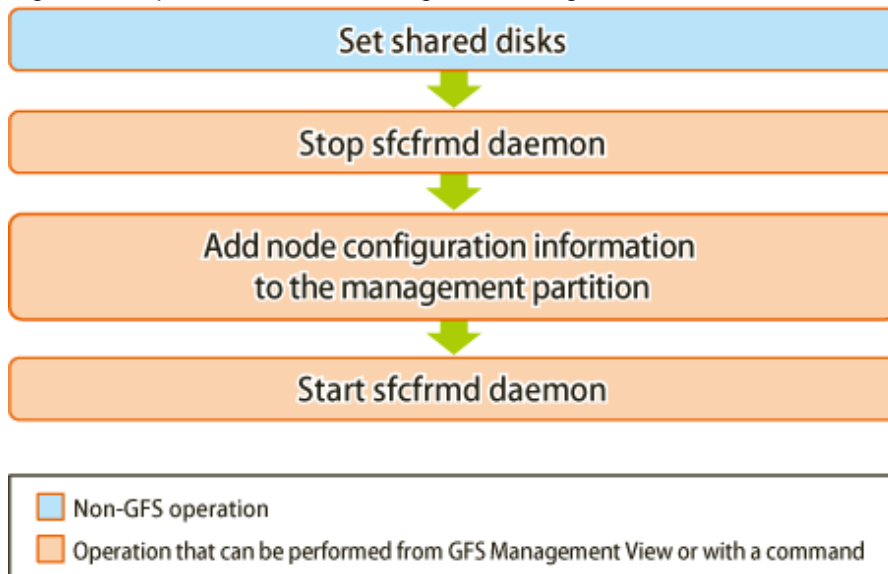 Set shared disks
Stop sfcfrmd daemon
Add node configuration information
to the management partition
Start sfcfrmd daemon
Non-GFS operation
Operation that can be performed from GFS Management View or with a command